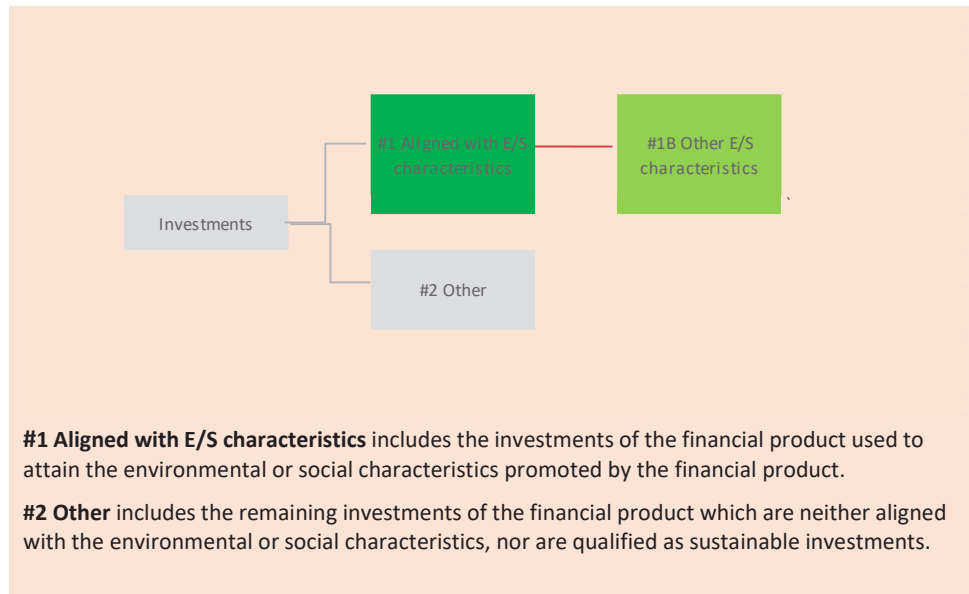 #1 Aligned with E/S
characteristics
#1B Other E/S
characteristics
`
Investments
#2 Other
#1 Aligned with E/S characteristics includes the investments of the financial product used to
attain the environmental or social characteristics promoted by the financial product.
#2 Other includes the remaining investments of the financial product which are neither aligned
with the environmental or social characteristics, nor are qualified as sustainable investments.